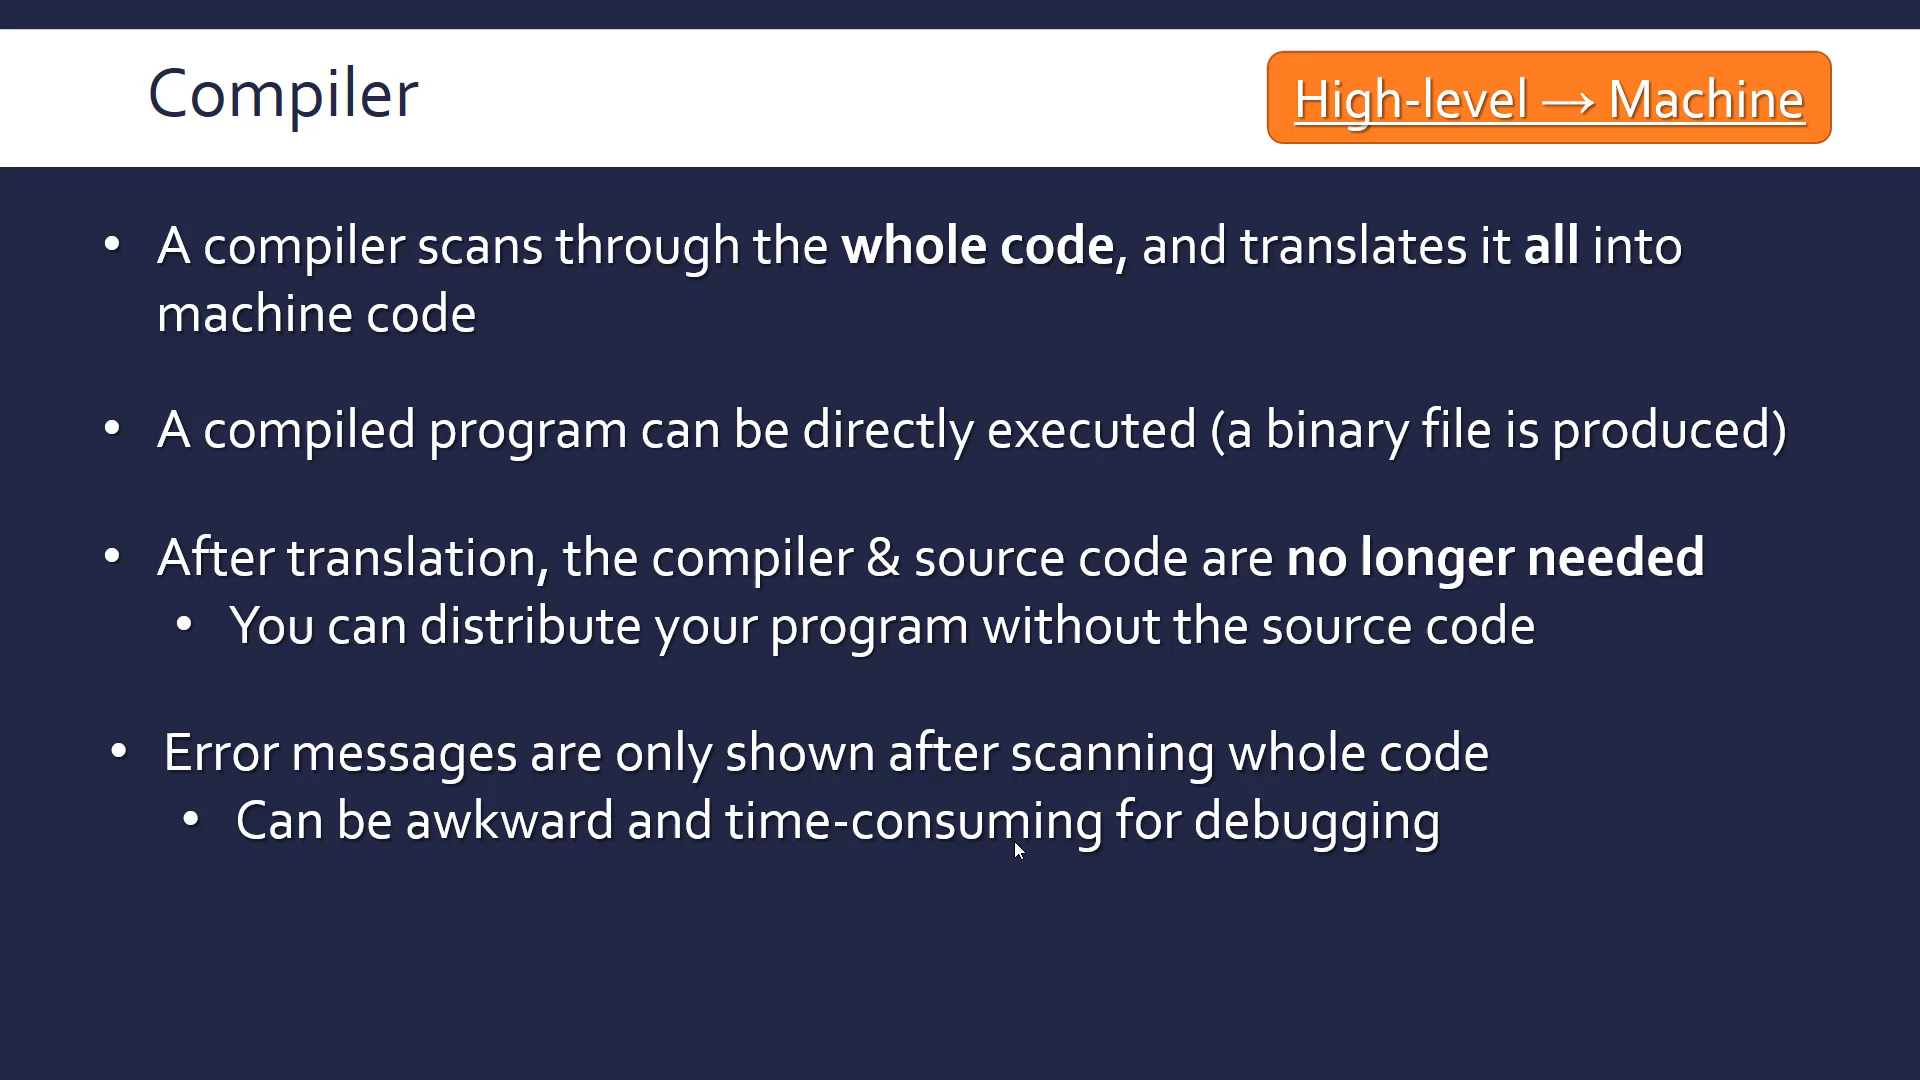 Compiler
High-level → Machine
• A compiler scans through the whole code, and translates it all into
machine code
• A compiled program can be directly executed (a binary file is produced)
• After translation, the compiler & source code are no longer needed
• You can distribute your program without the source code
• Error messages are only shown after scanning whole code
• Can be awkward and time-consuming for debugging